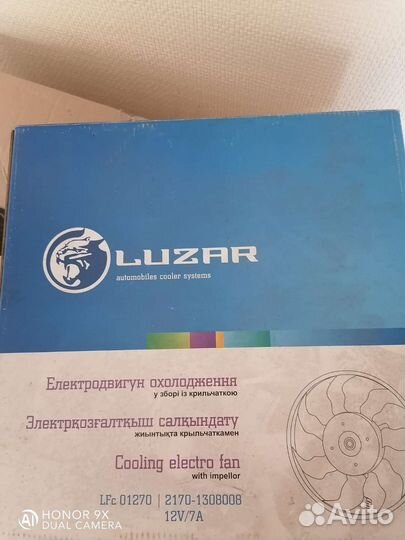 LUZAR
automobiles cooler systems
Електродвигун охолодження
у зборі із крильчаткою
Электрқозғалтқыш салқындату
жиынтықта крыльчаткамен
Cooling electro fan
with impellor
LFc 01270 | 2170-1308008
12V/7A
HONOR 9X
DUAL CAMERA
Avito